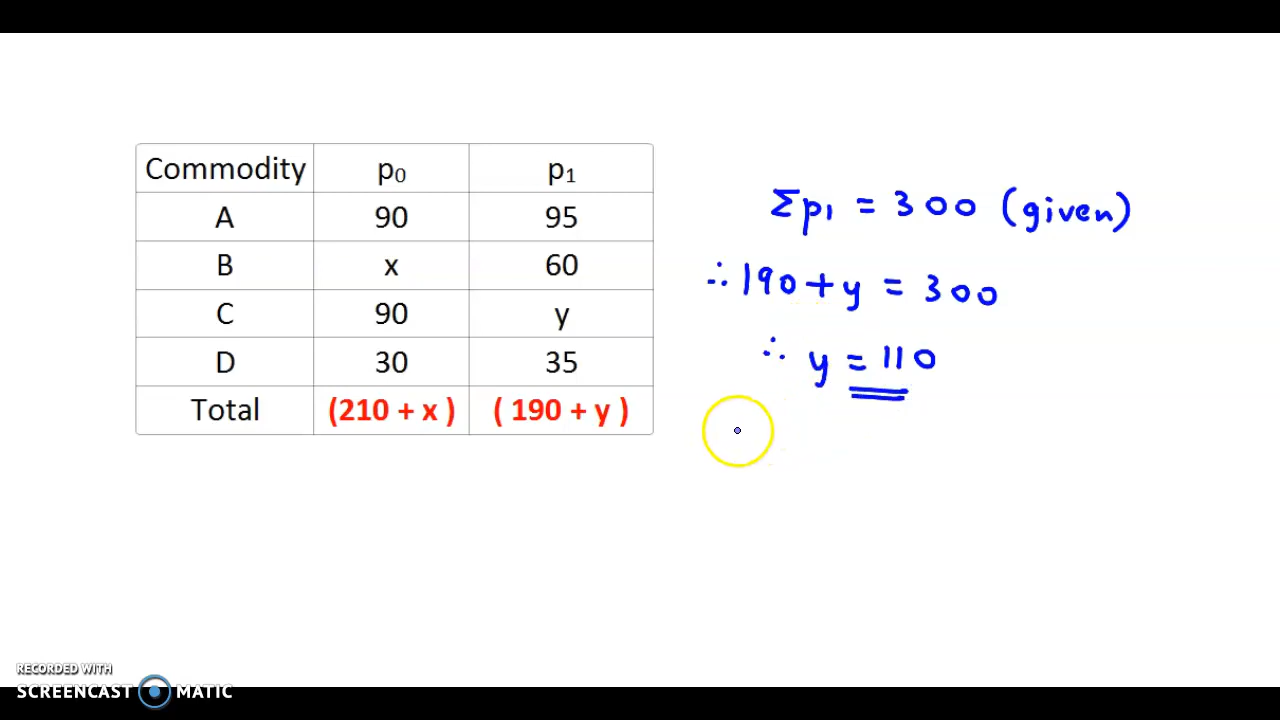 Commodity p₀ p₁
A 90 95
B x 60
C 90 y
D 30 35
Total (210 + x ) ( 190 + y )
Σp₁ = 300 (given)
∴ 190 + y = 300
∴ y = 110
RECORDED WITH
SCREENCAST MATIC